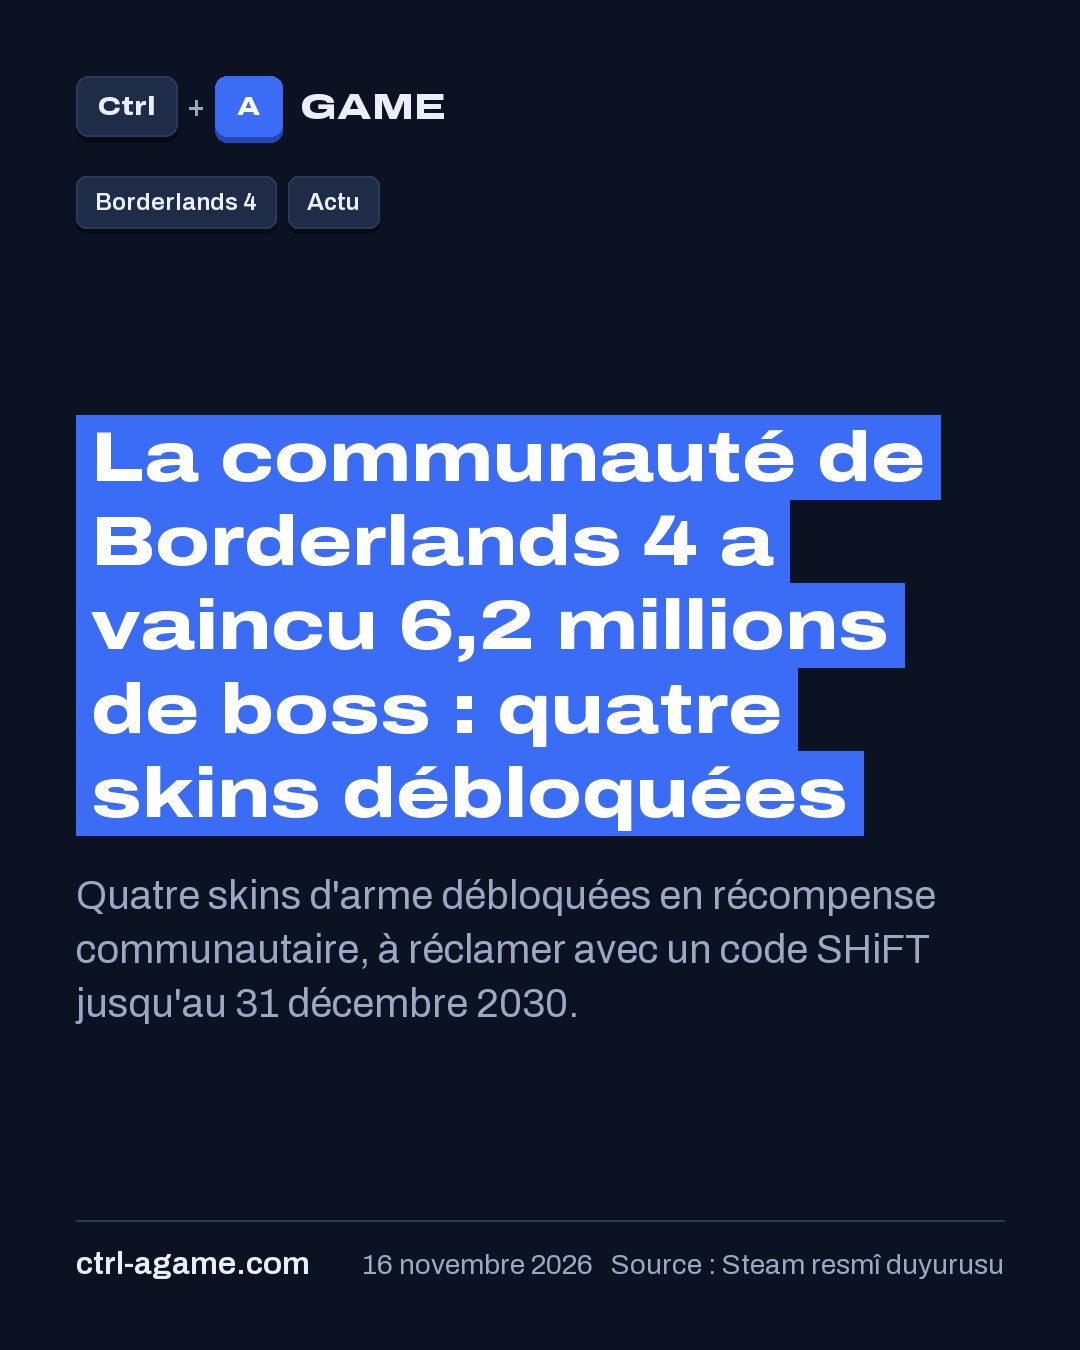 Ctrl + A GAME
Borderlands 4 Actu
La communauté de
Borderlands 4 a
vaincu 6,2 millions
de boss : quatre
skins débloquées
Quatre skins d'arme débloquées en récompense
communautaire, à réclamer avec un code SHiFT
jusqu'au 31 décembre 2030.
ctrl-agame.com 16 novembre 2026 Source : Steam resmî duyurusu